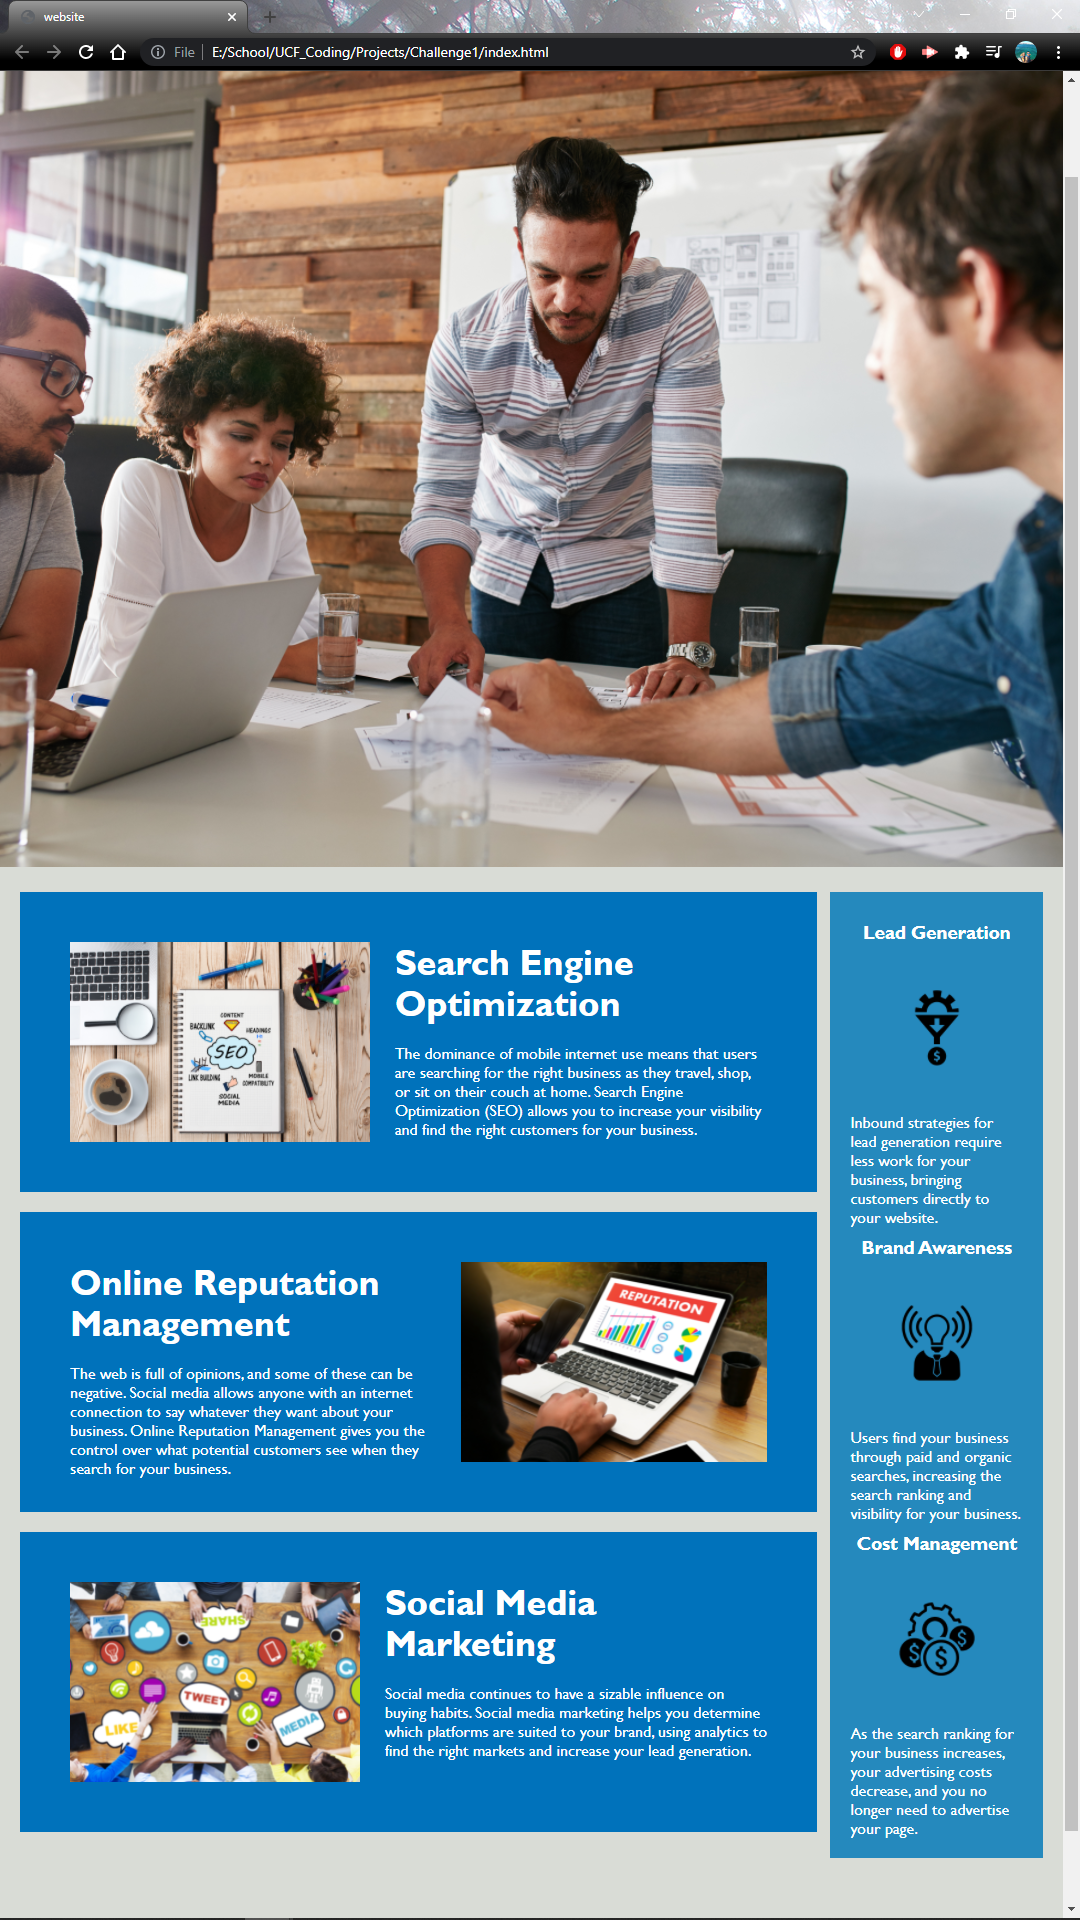 website
File
E:/School/UCF_Coding/Projects/Challenge1/index.html
Search Engine
Optimization
The dominance of mobile internet use means that users
are searching for the right business as they travel, shop,
or sit on their couch at home. Search Engine
Optimization (SEO) allows you to increase your visibility
and find the right customers for your business.
CONTENT
BACKLINK
HEADINGS
SEO
LINK BUILDING
MOBILE
COMPATIBILITY
SOCIAL
MEDIA
Online Reputation
Management
The web is full of opinions, and some of these can be
negative. Social media allows anyone with an internet
connection to say whatever they want about your
business. Online Reputation Management gives you the
control over what potential customers see when they
search for your business.
REPUTATION
Social Media
Marketing
Social media continues to have a sizable influence on
buying habits. Social media marketing helps you determine
which platforms are suited to your brand, using analytics to
find the right markets and increase your lead generation.
SHARE
TWEET
LIKE
MEDIA
Lead Generation
$
Inbound strategies for
lead generation require
less work for your
business, bringing
customers directly to
your website.
Brand Awareness
Users find your business
through paid and organic
searches, increasing the
search ranking and
visibility for your business.
Cost Management
$ $ $
As the search ranking for
your business increases,
your advertising costs
decrease, and you no
longer need to advertise
your page.